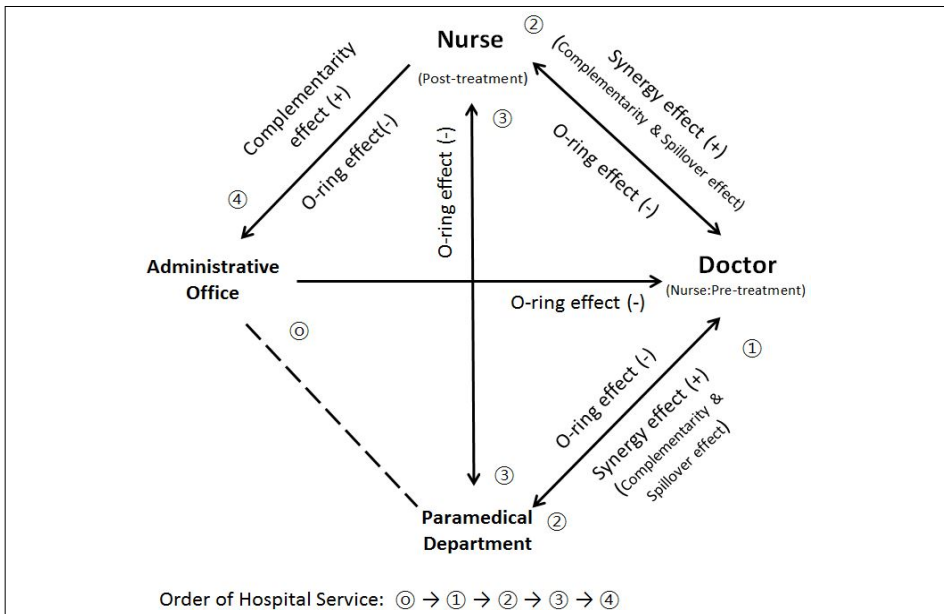 Nurse
(Post-treatment)
②
Complementarity
effect (+)
O-ring effect(-)
④
③
O-ring effect (-)
③
Synergy effect (+)
(Complementarity & Spillover effect)
O-ring effect (-)
Administrative
Office
⓪
O-ring effect (-)
Doctor
(Nurse:Pre-treatment)
①
O-ring effect (-)
Synergy effect (+)
(Complementarity &
Spillover effect)
Paramedical
Department
②
Order of Hospital Service: ⓪ → ① → ② → ③ → ④